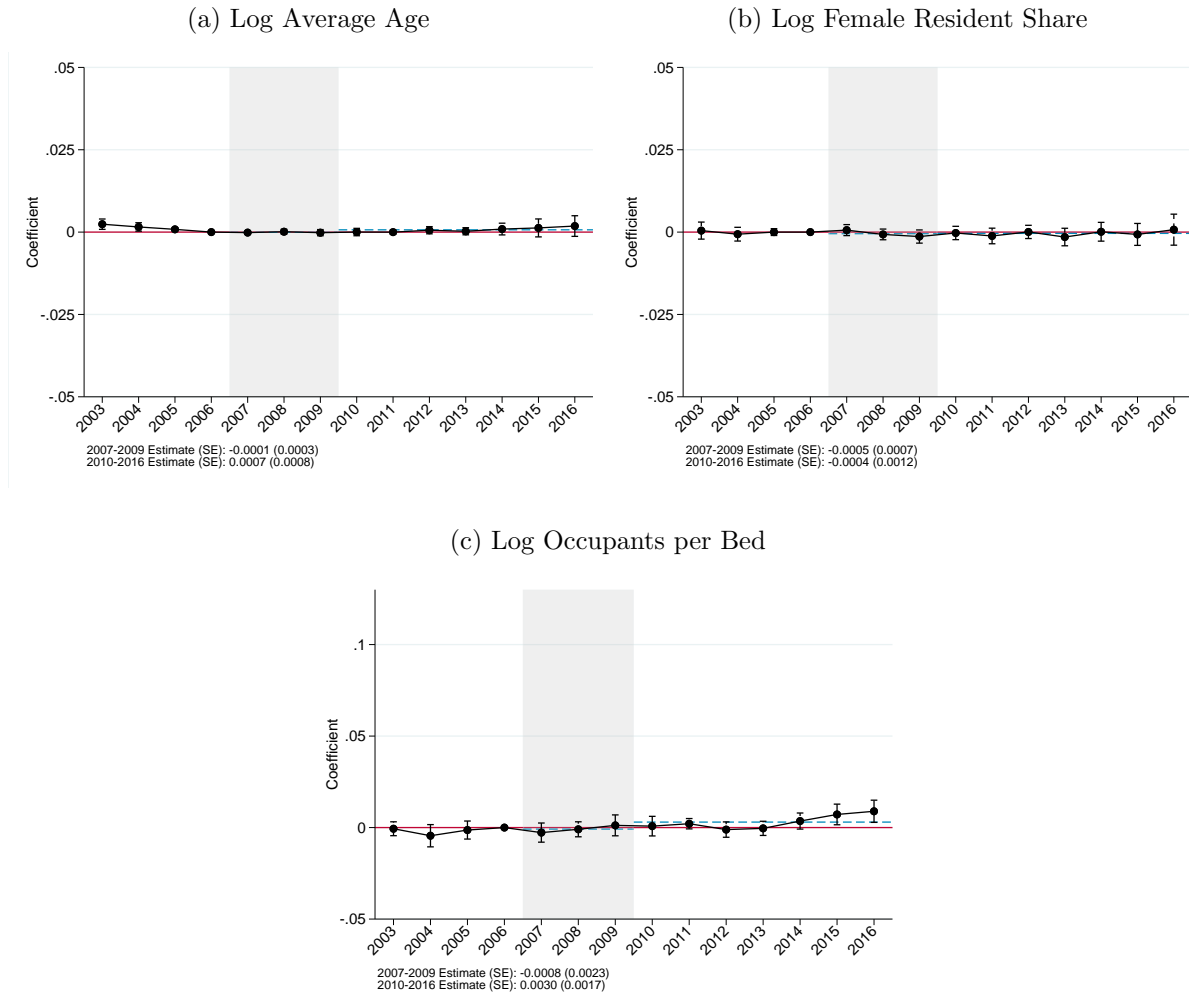 (a) Log Average Age
.05
.025
0
-.025
-.05
Coefficient
2003 2004 2005 2006 2007 2008 2009 2010 2011 2012 2013 2014 2015 2016
2007-2009 Estimate (SE): -0.0001 (0.0003)
2010-2016 Estimate (SE): 0.0007 (0.0008)
(b) Log Female Resident Share
.05
.025
0
-.025
-.05
Coefficient
2003 2004 2005 2006 2007 2008 2009 2010 2011 2012 2013 2014 2015 2016
2007-2009 Estimate (SE): -0.0005 (0.0007)
2010-2016 Estimate (SE): -0.0004 (0.0012)
(c) Log Occupants per Bed
.1
.05
0
-.05
Coefficient
2003 2004 2005 2006 2007 2008 2009 2010 2011 2012 2013 2014 2015 2016
2007-2009 Estimate (SE): -0.0008 (0.0023)
2010-2016 Estimate (SE): 0.0030 (0.0017)